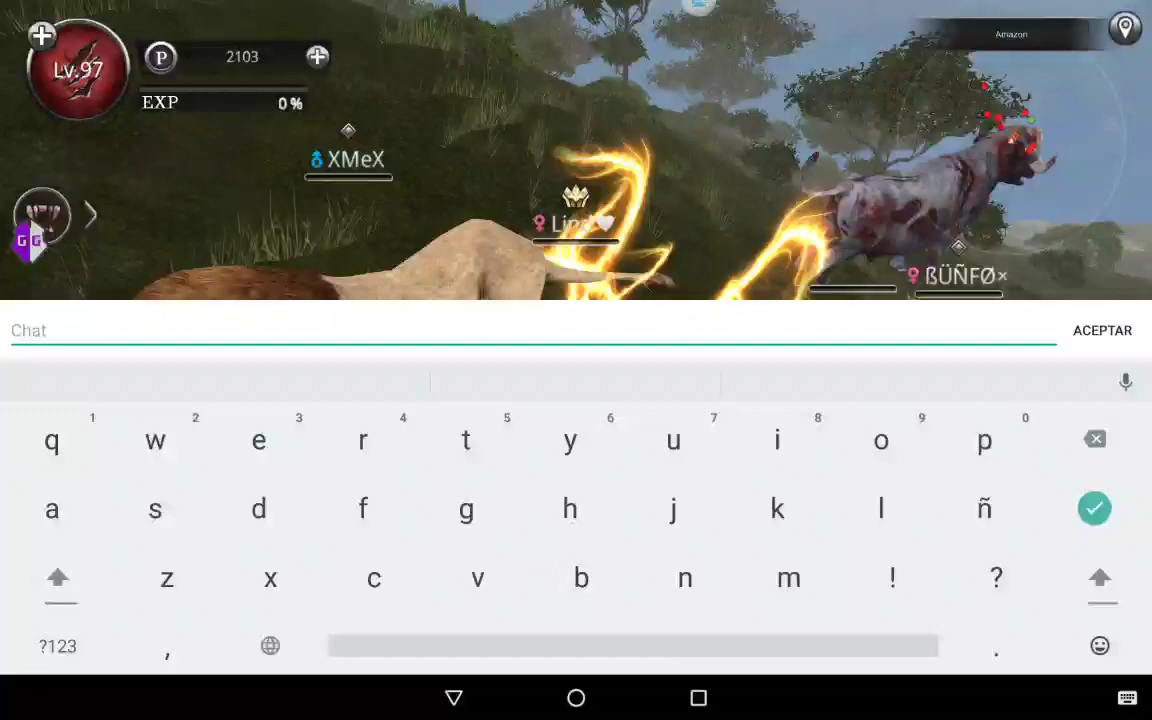 Lv.97
P
2103
EXP
0 %
Amazon
XMeX
ßÜÑFØ×
GG
Chat
ACEPTAR
1 2 3 4 5 6 7 8 9 0
q w e r t y u i o p
a s d f g h j k l ñ
z x c v b n m ! ?
?123 , .